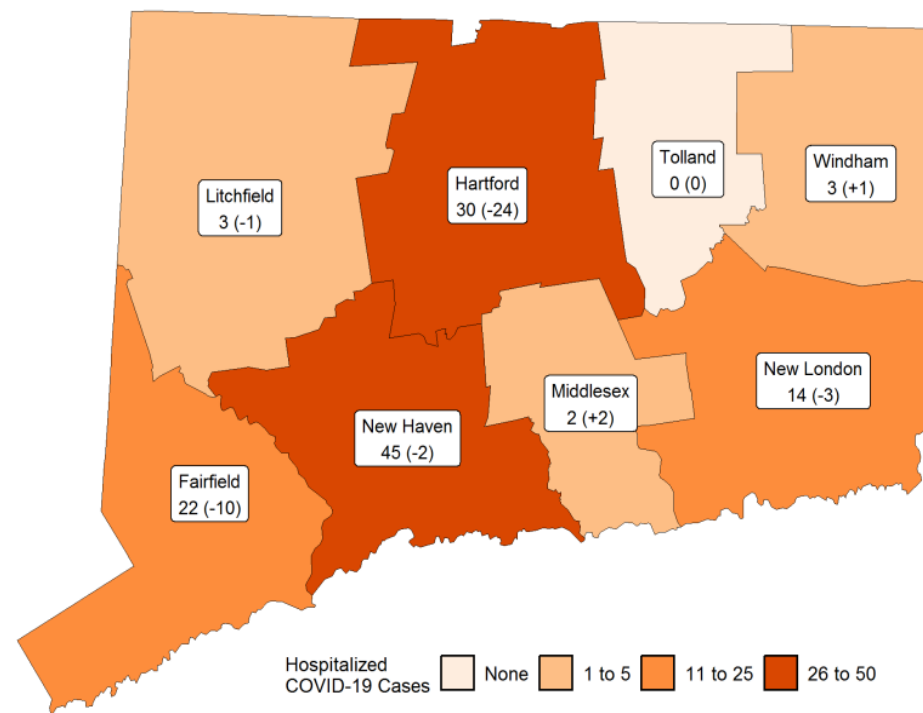 Tolland
0 (0)
Windham
3 (+1)
Hartford
30 (-24)
Litchfield
3 (-1)
New London
14 (-3)
Middlesex
2 (+2)
New Haven
45 (-2)
Fairfield
22 (-10)
Hospitalized
COVID-19 Cases
None
1 to 5
11 to 25
26 to 50